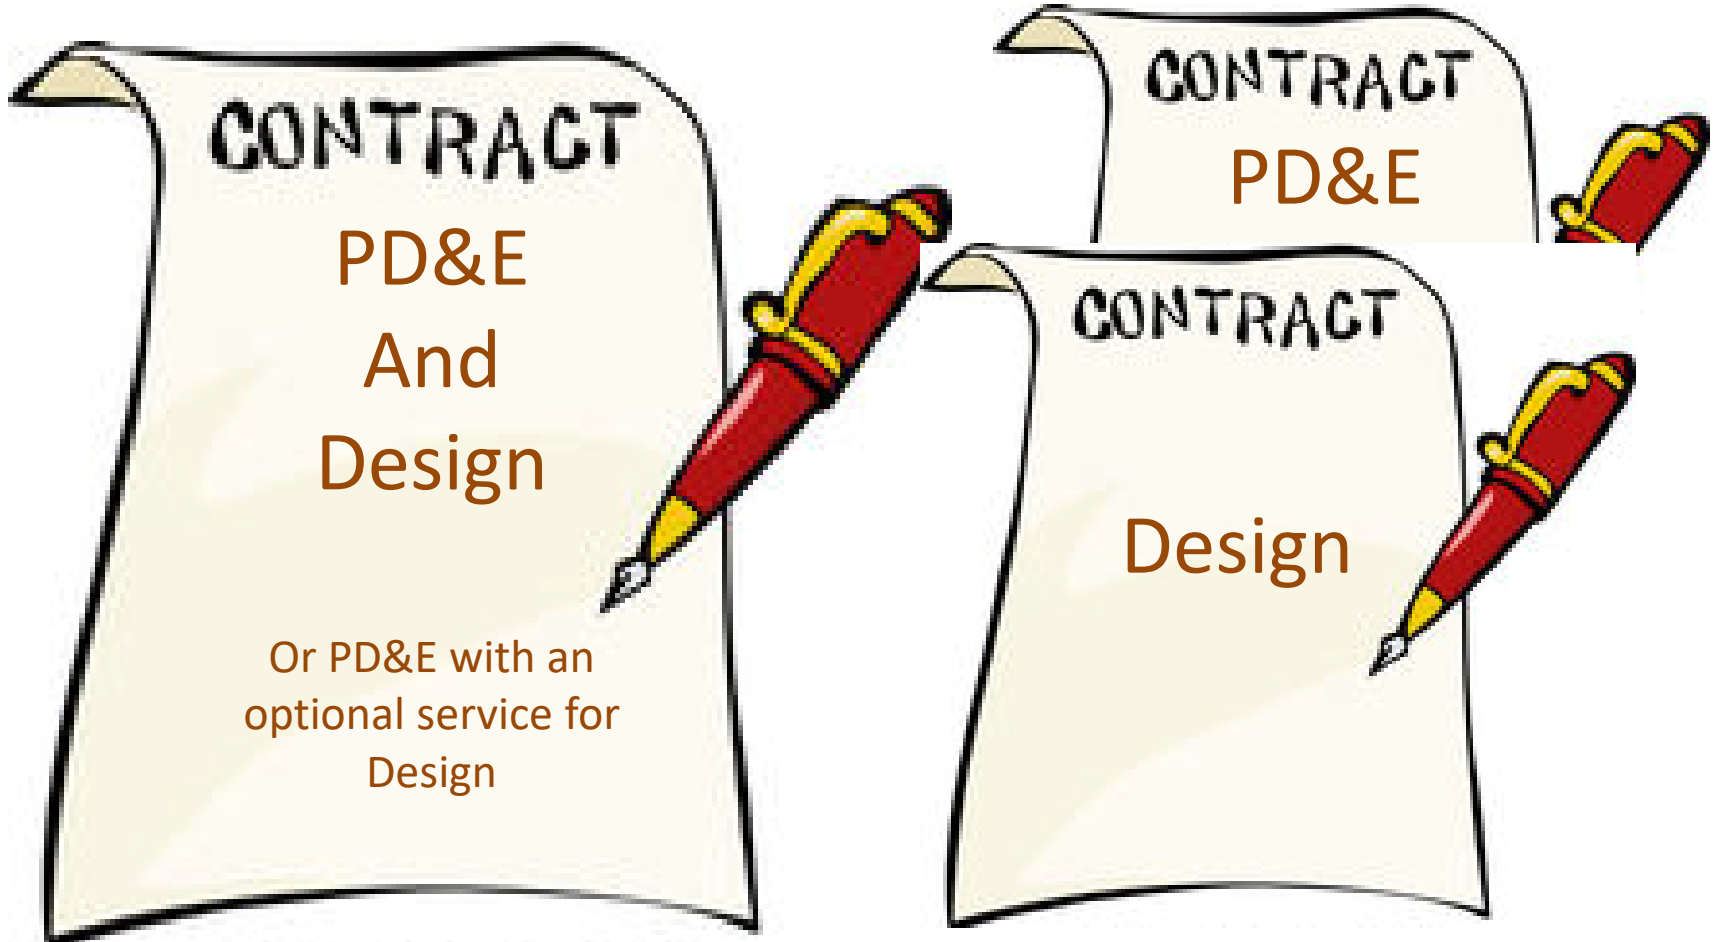 CONTRACT
PD&E
And
Design
Or PD&E with an
optional service for
Design
CONTRACT
PD&E
CONTRACT
Design